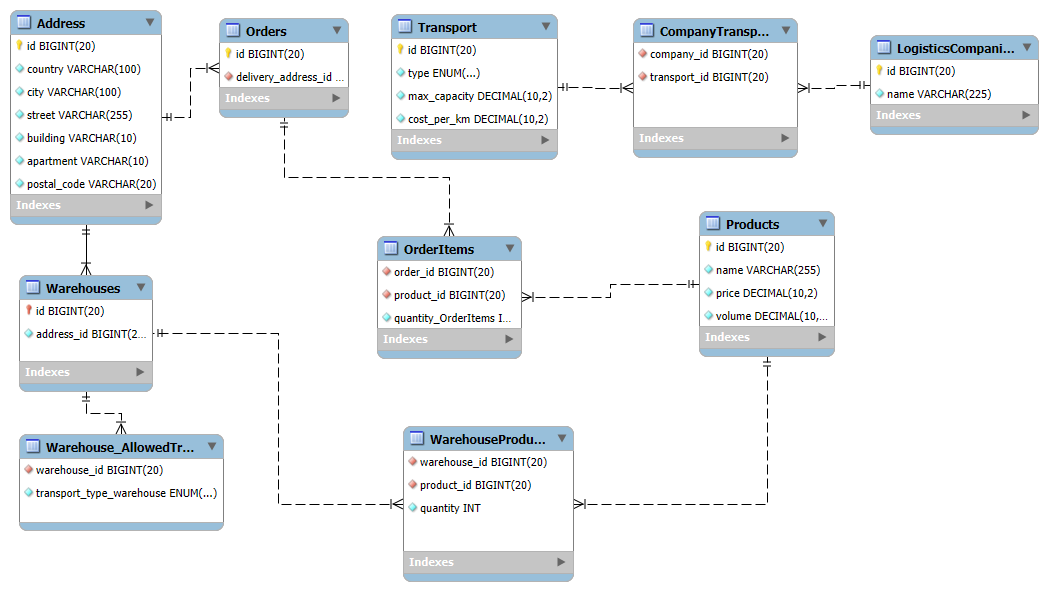 Address
id BIGINT(20)
country VARCHAR(100)
city VARCHAR(100)
street VARCHAR(255)
building VARCHAR(10)
apartment VARCHAR(10)
postal_code VARCHAR(20)
Indexes
Orders
id BIGINT(20)
delivery_address_id ...
Indexes
Transport
id BIGINT(20)
type ENUM(...)
max_capacity DECIMAL(10,2)
cost_per_km DECIMAL(10,2)
Indexes
CompanyTransp...
company_id BIGINT(20)
transport_id BIGINT(20)
Indexes
LogisticsCompani...
id BIGINT(20)
name VARCHAR(225)
Indexes
Warehouses
id BIGINT(20)
address_id BIGINT(2...
Indexes
OrderItems
order_id BIGINT(20)
product_id BIGINT(20)
quantity_OrderItems I...
Indexes
Products
id BIGINT(20)
name VARCHAR(255)
price DECIMAL(10,2)
volume DECIMAL(10,...
Indexes
Warehouse_AllowedTr...
warehouse_id BIGINT(20)
transport_type_warehouse ENUM(...)
WarehouseProdu...
warehouse_id BIGINT(20)
product_id BIGINT(20)
quantity INT
Indexes